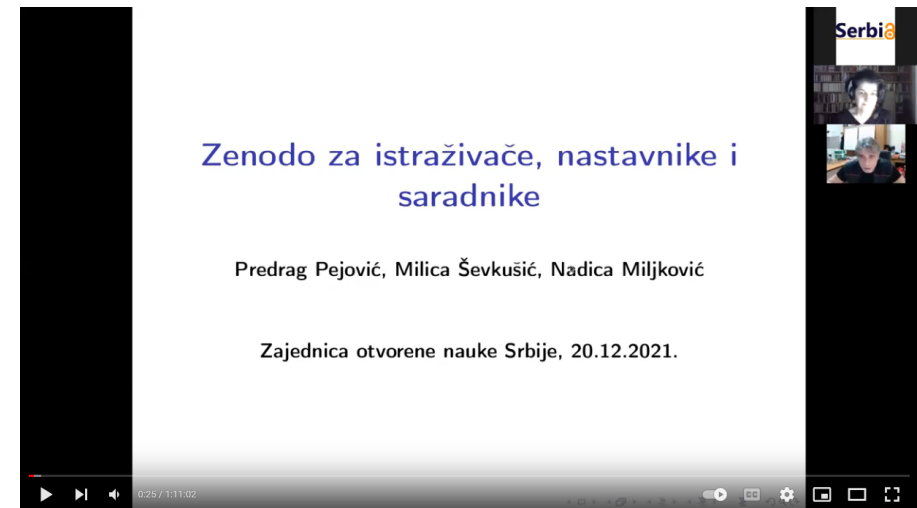 Serbia
Zenodo za istraživače, nastavnike i
saradnike
Predrag Pejović, Milica Ševkušić, Nadica Miljković
Zajednica otvorene nauke Srbije, 20.12.2021.
0:25 / 1:11:02
CC